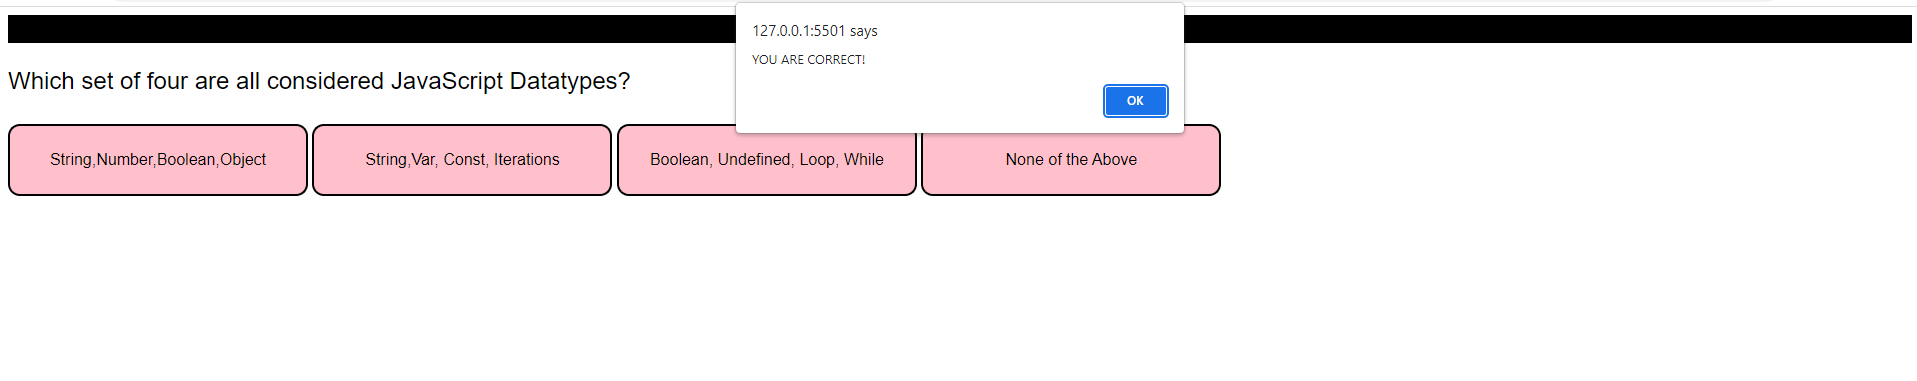 127.0.0.1:5501 says
YOU ARE CORRECT!
OK
Which set of four are all considered JavaScript Datatypes?
String,Number,Boolean,Object
String,Var, Const, Iterations
Boolean, Undefined, Loop, While
None of the Above